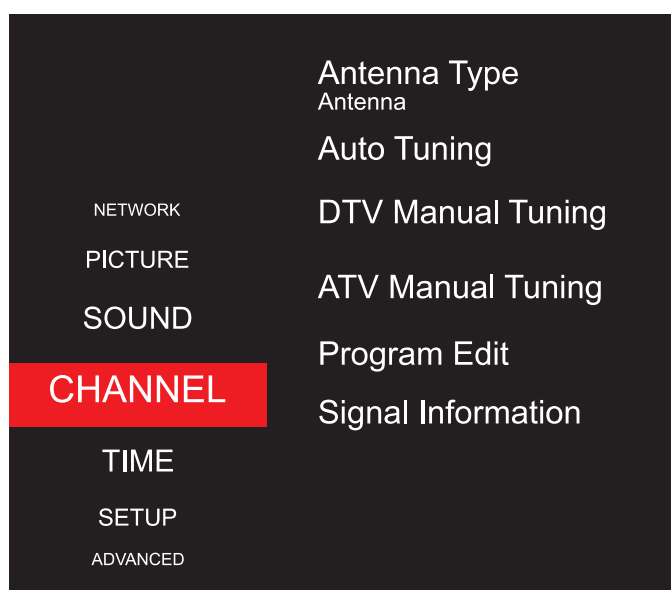 NETWORK
PICTURE
SOUND
CHANNEL
TIME
SETUP
ADVANCED
Antenna Type
Antenna
Auto Tuning
DTV Manual Tuning
ATV Manual Tuning
Program Edit
Signal Information